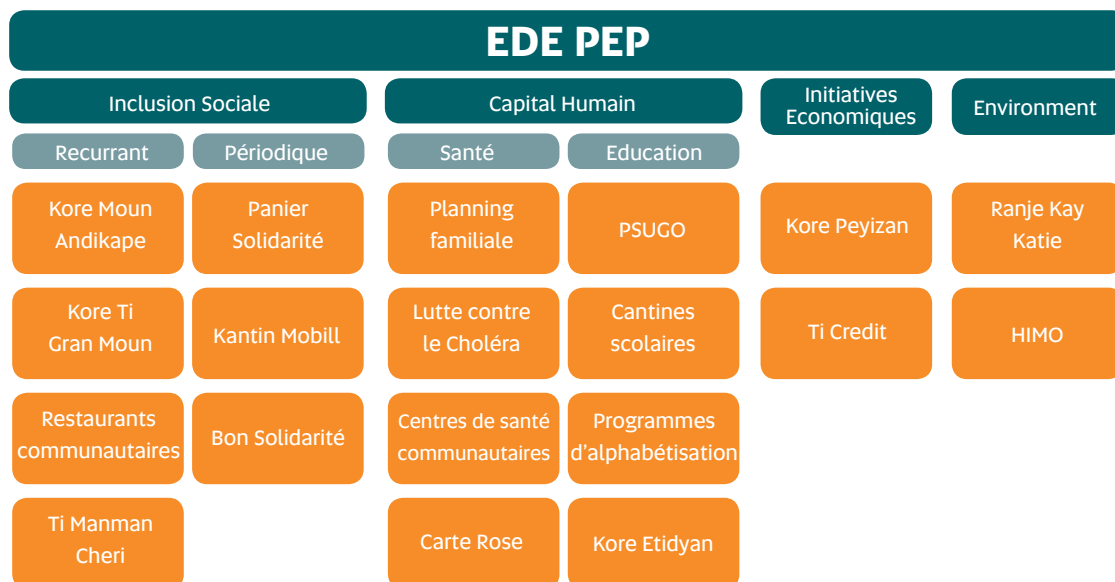 EDE PEP
Inclusion Sociale
Capital Humain
Initiatives
Economiques
Environment
Recurrant
Périodique
Santé
Education
Kore Moun
Andikape
Panier
Solidarité
Planning
familiale
PSUGO
Kore Peyizan
Ranje Kay
Katie
Kore Ti
Gran Moun
Kantin Mobill
Lutte contre
le Choléra
Cantines
scolaires
Ti Credit
HIMO
Restaurants
communautaires
Bon Solidarité
Centres de santé
communautaires
Programmes
d'alphabétisation
Ti Manman
Cheri
Carte Rose
Kore Etidyan